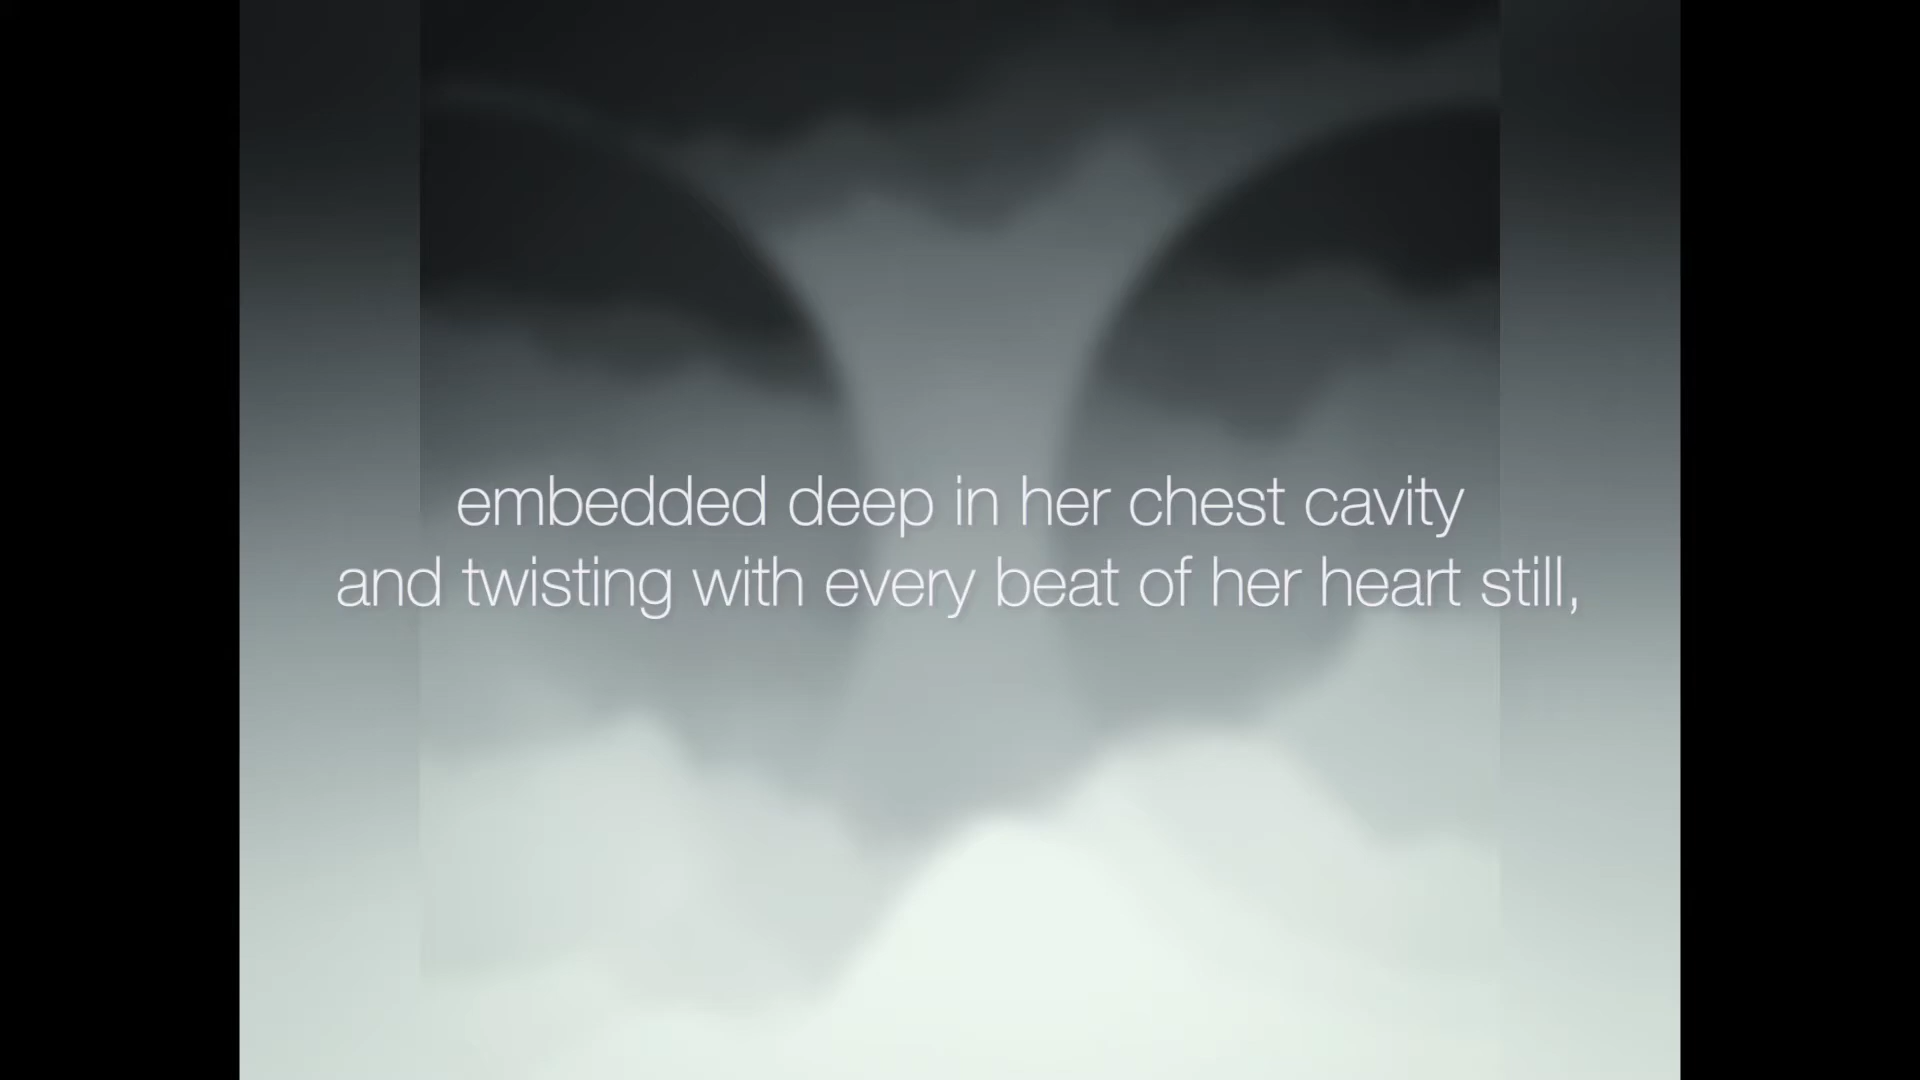 embedded deep in her chest cavity
and twisting with every beat of her heart still,